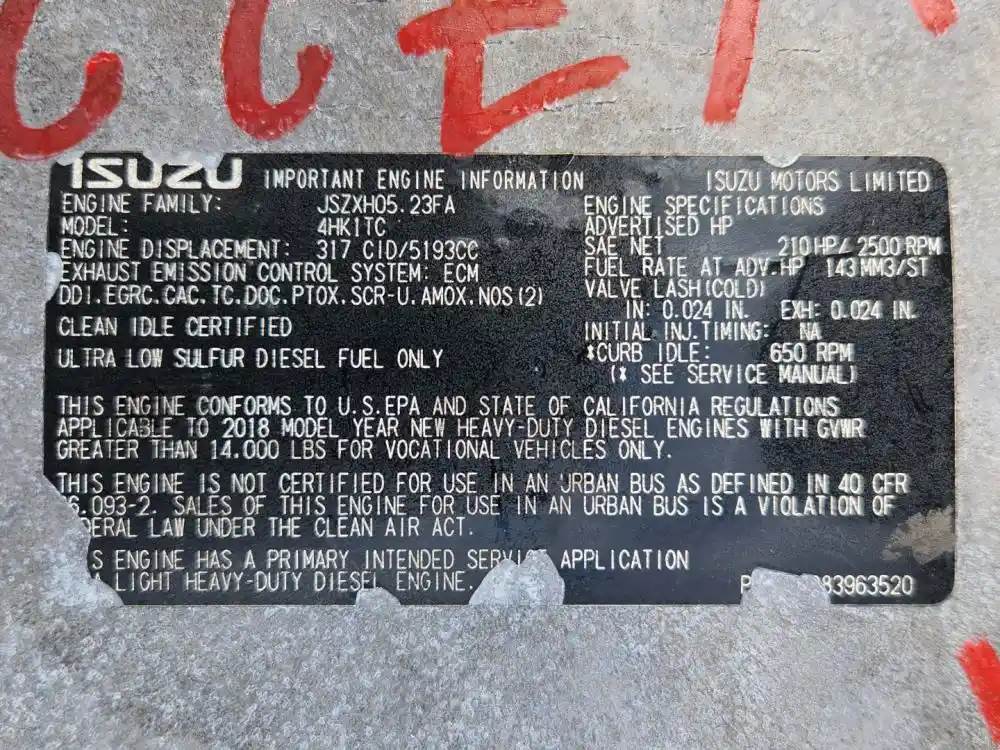 ISUZU IMPORTANT ENGINE INFORMATION ISUZU MOTORS LIMITED
ENGINE FAMILY: JSZXH05.23FA
MODEL: 4HK1TC
ENGINE DISPLACEMENT: 317 CID/5193CC
EXHAUST EMISSION CONTROL SYSTEM: ECM
DDI.EGRC.CAC.TC.DOC.PTOX.SCR-U.AMOX.NOS(2)
CLEAN IDLE CERTIFIED
ULTRA LOW SULFUR DIESEL FUEL ONLY
ENGINE SPECIFICATIONS
ADVERTISED HP
SAE NET 210HP/ 2500RPM
FUEL RATE AT ADV.HP 143MM3/ST
VALVE LASH(COLD)
IN: 0.024 IN. EXH: 0.024 IN.
INITIAL INJ.TIMING: NA
*CURB IDLE: 650 RPM
(* SEE SERVICE MANUAL)
THIS ENGINE CONFORMS TO U.S.EPA AND STATE OF CALIFORNIA REGULATIONS
APPLICABLE TO 2018 MODEL YEAR NEW HEAVY-DUTY DIESEL ENGINES WITH GVWR
GREATER THAN 14.000 LBS FOR VOCATIONAL VEHICLES ONLY.
THIS ENGINE IS NOT CERTIFIED FOR USE IN AN URBAN BUS AS DEFINED IN 40 CFR
.093-2. SALES OF THIS ENGINE FOR USE IN AN URBAN BUS IS A VIOLATION OF
DERAL LAW UNDER THE CLEAN AIR ACT.
S ENGINE HAS A PRIMARY INTENDED SERVICE APPLICATION
A LIGHT HEAVY-DUTY DIESEL ENGINE.
83963520